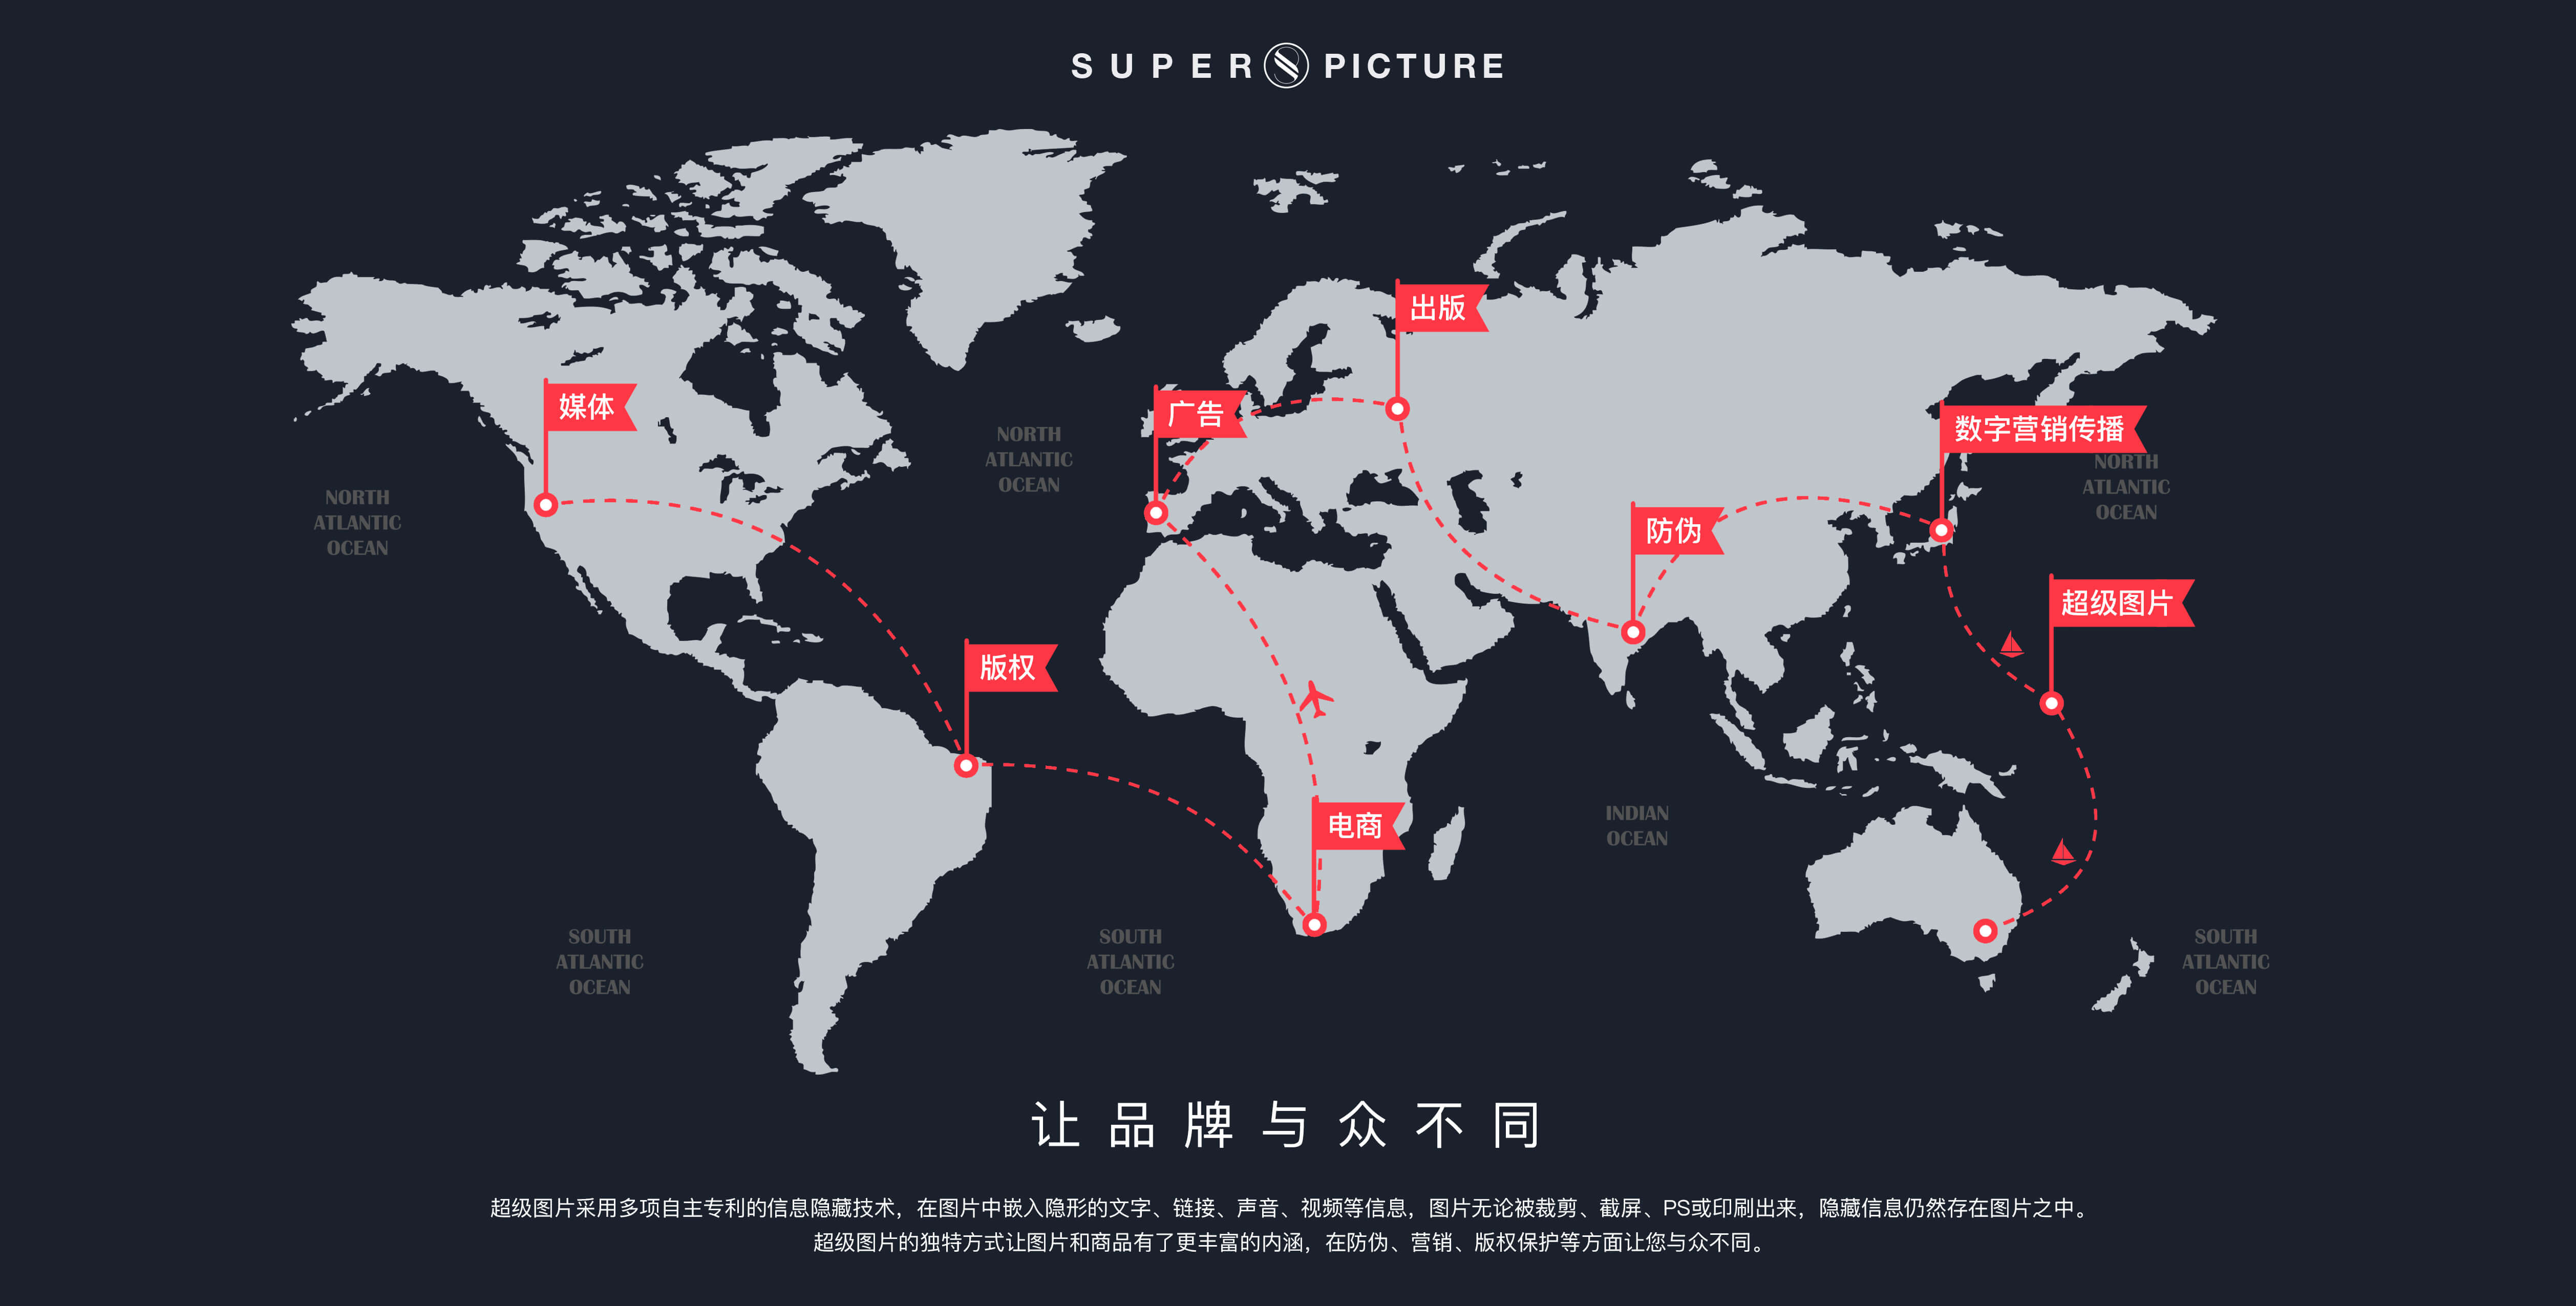 SUPER PICTURE
出版
媒体
广告
数字营销传播
NORTH
ATLANTIC
OCEAN
NORTH
ATLANTIC
OCEAN
NORTH
ATLANTIC
OCEAN
防伪
超级图片
版权
电商
INDIAN
OCEAN
SOUTH
ATLANTIC
OCEAN
SOUTH
ATLANTIC
OCEAN
SOUTH
ATLANTIC
OCEAN
让品牌与众不同
超级图片采用多项自主专利的信息隐藏技术，在图片中嵌入隐形的文字、链接、声音、视频等信息，图片无论被裁剪、截屏、PS或印刷出来，隐藏信息仍然存在图片之中。
超级图片的独特方式让图片和商品有了更丰富的内涵，在防伪、营销、版权保护等方面让您与众不同。